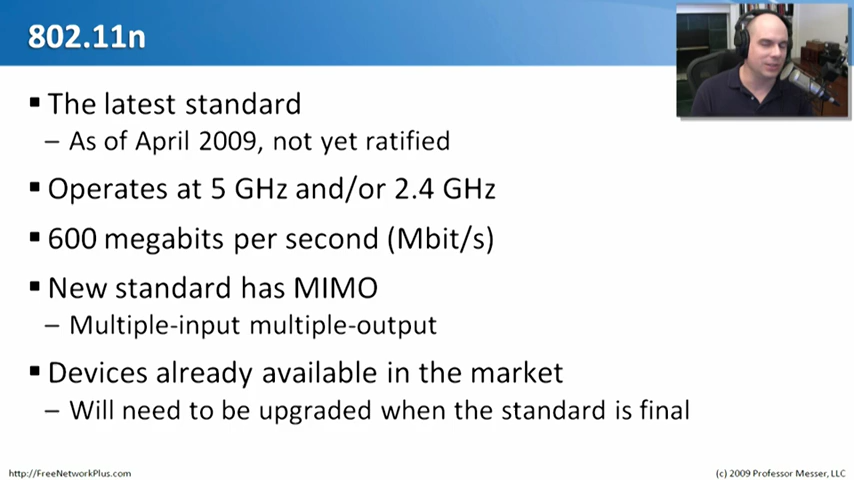 802.11n
▪ The latest standard
– As of April 2009, not yet ratified
▪ Operates at 5 GHz and/or 2.4 GHz
▪ 600 megabits per second (Mbit/s)
▪ New standard has MIMO
– Multiple-input multiple-output
▪ Devices already available in the market
– Will need to be upgraded when the standard is final
http://FreeNetworkPlus.com
(c) 2009 Professor Messer, LLC